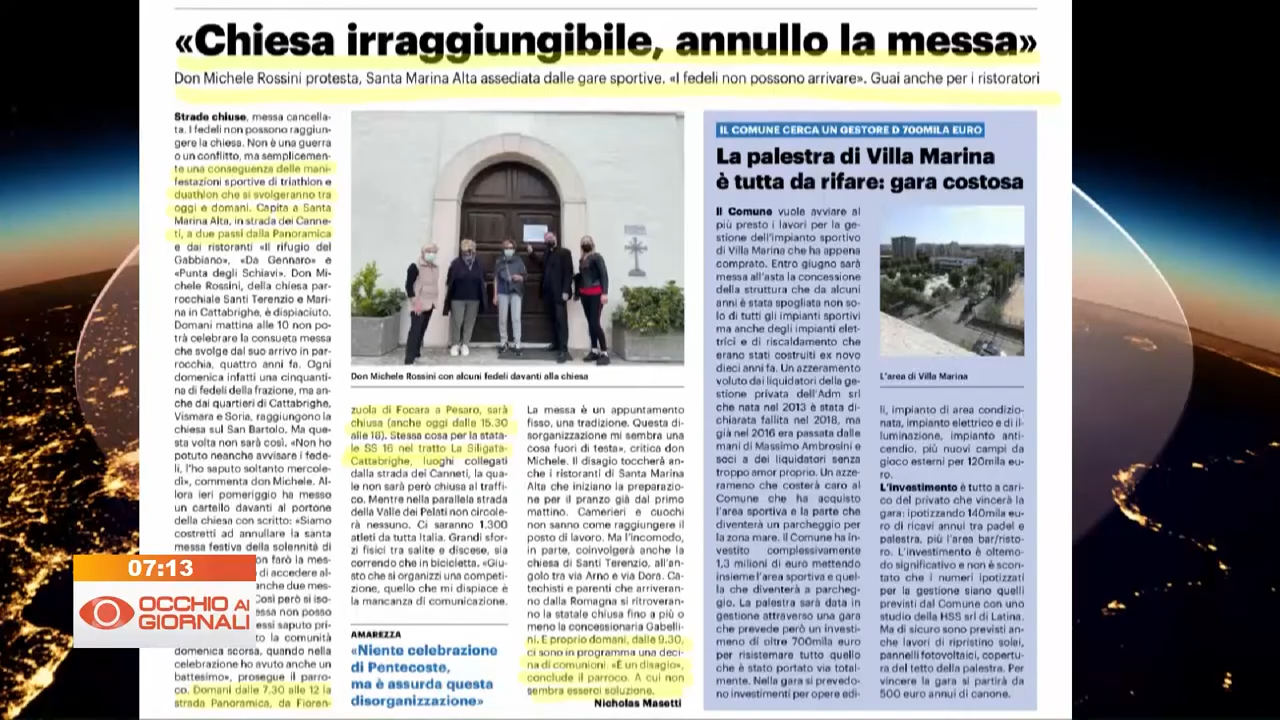 «Chiesa irraggiungibile, annullo la messa»
Don Michele Rossini protesta, Santa Marina Alta assediata dalle gare sportive. «I fedeli non possono arrivare». Guai anche per i ristoratori
Strade chiuse, messa cancella-
ta. I fedeli non possono raggiun-
gere la chiesa. Non è una guerra
o un conflitto, ma semplicemen-
te una conseguenza delle mani-
festazioni sportive di triathlon e
duathlon che si svolgeranno tra
oggi e domani. Capita a Santa
Marina Alta, in strada dei Canne-
ti, a due passi dalla Panoramica
e dai ristoranti «Il rifugio del
Gabbiano», «Da Gennaro» e
«Punta degli Schiavi». Don Mi-
chele Rossini, della chiesa par-
rocchiale Santi Terenzio e Mari-
na in Cattabrighe, è dispiaciuto.
Domani mattina alle 10 non po-
trà celebrare la consueta messa
che svolge dal suo arrivo in par-
rocchia, quattro anni fa. Ogni
domenica infatti una cinquanti-
na di fedeli della frazione, ma an-
che dai quartieri di Cattabrighe,
Vismara e Soria, raggiungono la
chiesa sul San Bartolo. Ma que-
sta volta non sarà così. «Non ho
potuto neanche avvisare i fede-
li, l'ho saputo soltanto mercole-
dì», commenta don Michele. Al-
lora ieri pomeriggio ha messo
un cartello davanti al portone
della chiesa con scritto: «Siamo
costretti ad annullare la santa
messa festiva della solennità di
on farò la mes-
di accedere al-
anche due mes-
Così però si iso-
essa non posso
essi saputo pri-
to la comunità
domenica scorsa, quando nella
celebrazione ho avuto anche un
battesimo», prosegue il parro-
co. Domani dalle 7.30 alle 12 la
strada Panoramica, da Fioren-
Don Michele Rossini con alcuni fedeli davanti alla chiesa
zuola di Focara a Pesaro, sarà
chiusa (anche oggi dalle 15.30
alle 18). Stessa cosa per la stata-
le SS 16 nel tratto La Siligata-
Cattabrighe, luoghi collegati
dalla strada dei Canneti, la qua-
le non sarà però chiusa al traffi-
co. Mentre nella parallela strada
della Valle dei Pelati non circole-
rà nessuno. Ci saranno 1.300
atleti da tutta Italia. Grandi sfor-
zi fisici tra salite e discese, sia
correndo che in bicicletta. «Giu-
sto che si organizzi una competi-
zione, quello che mi dispiace è
la mancanza di comunicazione.
AMAREZZA
«Niente celebrazione
di Pentecoste,
ma è assurda questa
disorganizzazione»
La messa è un appuntamento
fisso, una tradizione. Questa di-
sorganizzazione mi sembra una
cosa fuori di testa», critica don
Michele. Il disagio toccherà an-
che i ristoranti di Santa Marina
Alta che iniziano la preparazio-
ne per il pranzo già dal primo
mattino. Camerieri e cuochi
non sanno come raggiungere il
posto di lavoro. Ma l'incomodo,
in parte, coinvolgerà anche la
chiesa di Santi Terenzio, all'an-
golo tra via Arno e via Dora. Ca-
techisti e parenti che arriveran-
no dalla Romagna si ritroveran-
no la statale chiusa fino a più o
meno la concessionaria Gabelli-
ni. E proprio domani, dalle 9.30,
ci sono in programma una deci-
na di comunioni. «È un disagio»,
conclude il parroco. A cui non
sembra esserci soluzione.
Nicholas Masetti
IL COMUNE CERCA UN GESTORE D 700MILA EURO
La palestra di Villa Marina
è tutta da rifare: gara costosa
Il Comune vuole avviare al
più presto i lavori per la ge-
stione dell'impianto sportivo
di Villa Marina che ha appena
comprato. Entro giugno sarà
messa all'asta la concessione
della struttura che da alcuni
anni è stata spogliata non so-
lo di tutti gli impianti sportivi
ma anche degli impianti elet-
trici e di riscaldamento che
erano stati costruiti ex novo
dieci anni fa. Un azzeramento
voluto dai liquidatori della ge-
stione privata dell'Adm srl
che nata nel 2013 è stata di-
chiarata fallita nel 2018, ma
già nel 2016 era passata dalle
mani di Massimo Ambrosini e
soci a dei liquidatori senza
troppo amor proprio. Un azze-
rameno che costerà caro al
Comune che ha acquisto
l'area sportiva e la parte che
diventerà un parcheggio per
la zona mare. Il Comune ha in-
vestito complessivamente
1,3 milioni di euro mettendo
insieme l'area sportiva e quel-
la che diventerà a parcheg-
gio. La palestra sarà data in
gestione attraverso una gara
che prevede però un investi-
meno di oltre 700mila euro
per risistemare tutto quello
che è stato portato via total-
mente. Nella gara si prevedo-
no investimenti per opere edi-
L'area di Villa Marina
li, impianto di area condizio-
nata, impianto elettrico e di il-
luminazione, impianto anti-
cendio, più nuovi campi da
gioco esterni per 120mila eu-
ro.
L'investimento è tutto a cari-
co del privato che vincerà la
gara: ipotizzando 140mila eu-
ro di ricavi annui tra padel e
palestra, più l'area bar/risto-
ro. L'investimento è oltemo-
do significativo e non è scon-
tato che i numeri ipotizzati
per la gestione siano quelli
previsti dal Comune con uno
studio della HSS srl di Latina.
Ma di sicuro sono previsti an-
che lavori di ripristino solei,
pannelli fotovoltaici, copertu-
ra del tetto della palestra. Per
vincere la gara si partirà da
500 euro annui di canone.
07:13
OCCHIO AI
GIORNALI